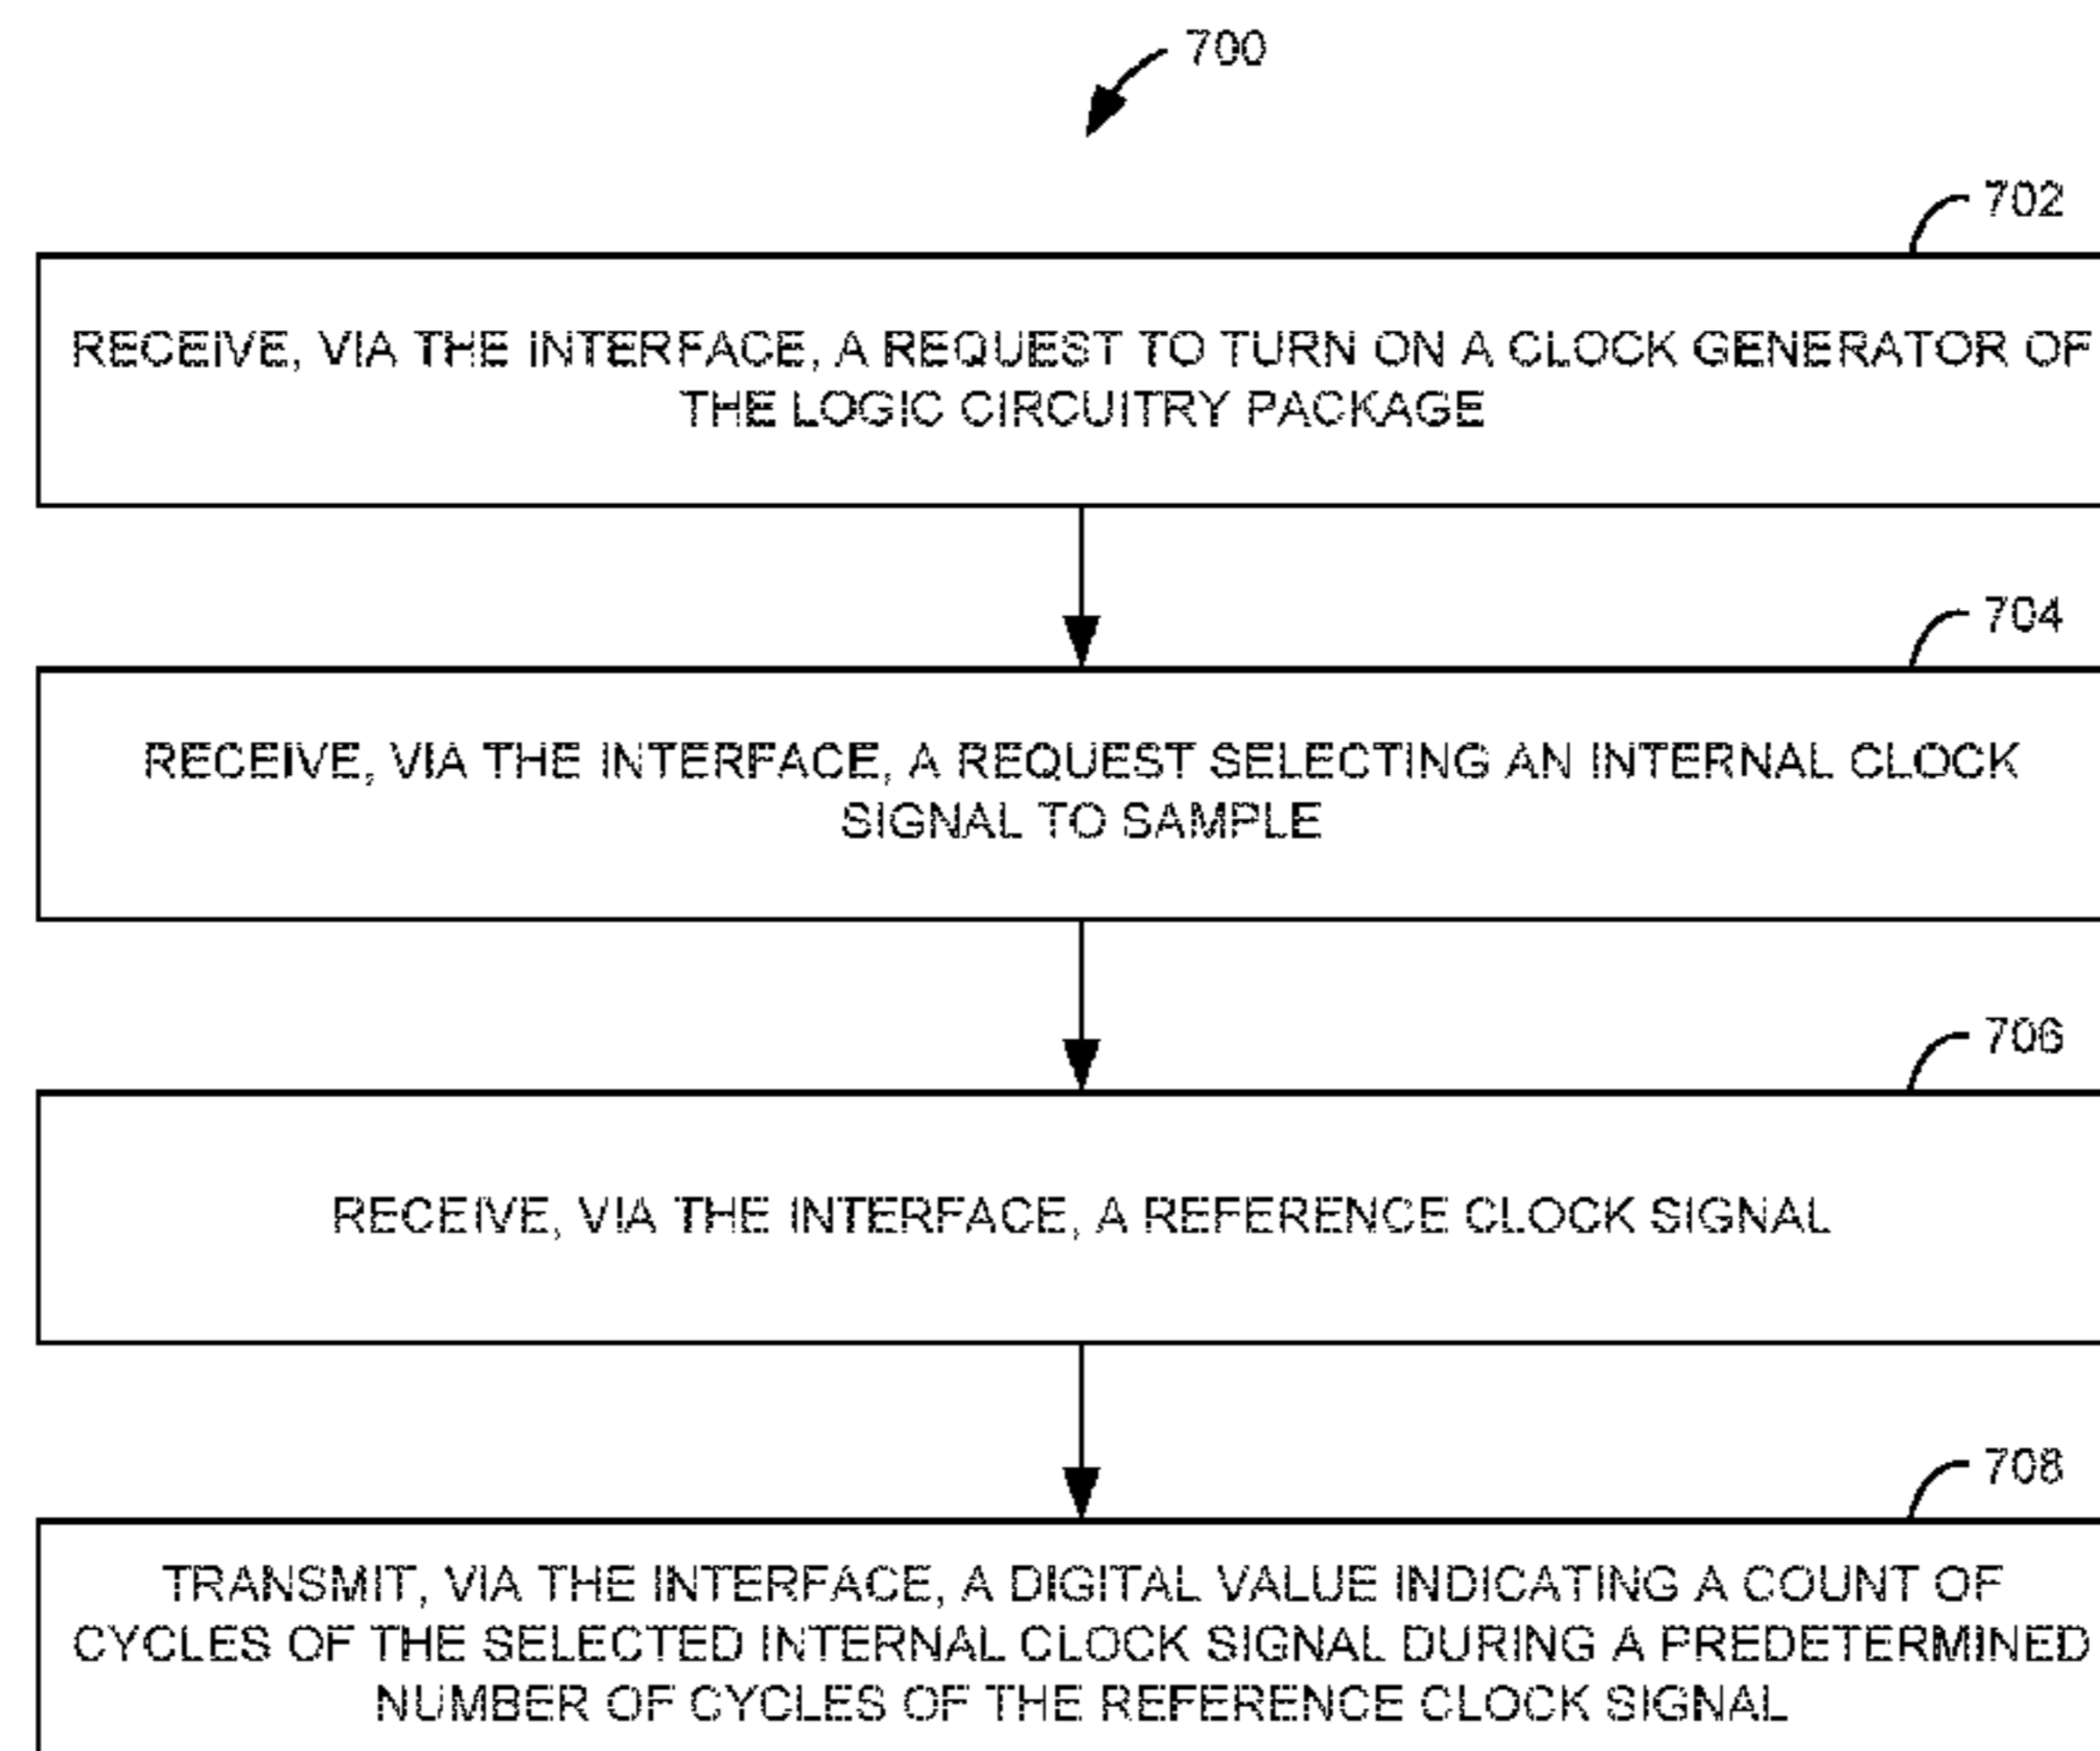 700
702
RECEIVE, VIA THE INTERFACE, A REQUEST TO TURN ON A CLOCK GENERATOR OF
THE LOGIC CIRCUITRY PACKAGE
704
RECEIVE, VIA THE INTERFACE, A REQUEST SELECTING AN INTERNAL CLOCK
SIGNAL TO SAMPLE
706
RECEIVE, VIA THE INTERFACE, A REFERENCE CLOCK SIGNAL
708
TRANSMIT, VIA THE INTERFACE, A DIGITAL VALUE INDICATING A COUNT OF
CYCLES OF THE SELECTED INTERNAL CLOCK SIGNAL DURING A PREDETERMINED
NUMBER OF CYCLES OF THE REFERENCE CLOCK SIGNAL